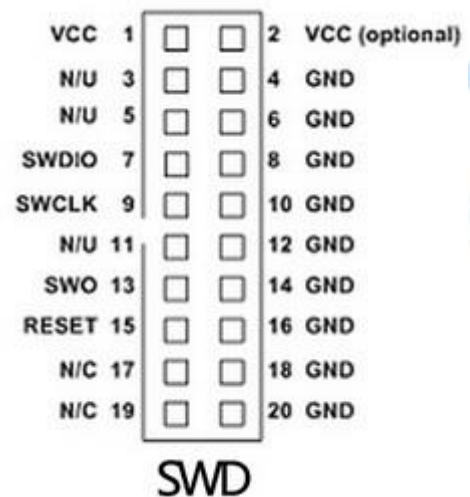 VCC 1 2 VCC (optional)
N/U 3 4 GND
N/U 5 6 GND
SWDIO 7 8 GND
SWCLK 9 10 GND
N/U 11 12 GND
SWO 13 14 GND
RESET 15 16 GND
N/C 17 18 GND
N/C 19 20 GND
SWD